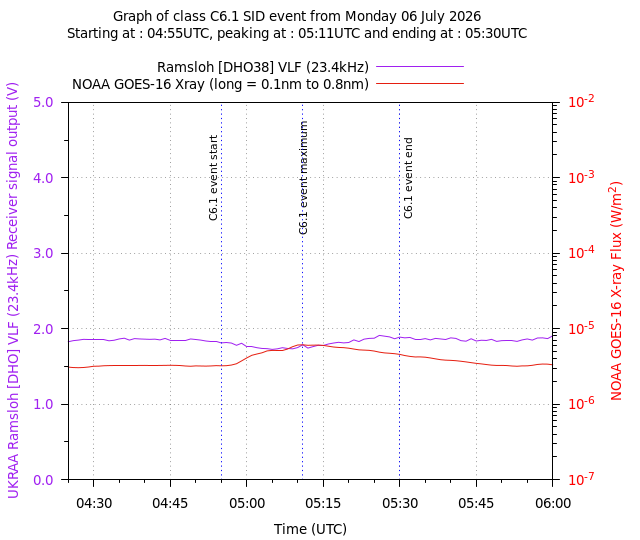 Graph of class C6.1 SID event from Monday 06 July 2026
Starting at : 04:55UTC, peaking at : 05:11UTC and ending at : 05:30UTC
Ramsloh [DHO38] VLF (23.4kHz)
NOAA GOES-16 Xray (long = 0.1nm to 0.8nm)
UKRAA Ramsloh [DHO] VLF (23.4kHz) Receiver signal output (V)
5.0
4.0
3.0
2.0
1.0
0.0
C6.1 event start
C6.1 event maximum
C6.1 event end
10-2
10-3
10-4
10-5
10-6
10-7
NOAA GOES-16 X-ray Flux (W/m2)
04:30 04:45 05:00 05:15 05:30 05:45 06:00
Time (UTC)